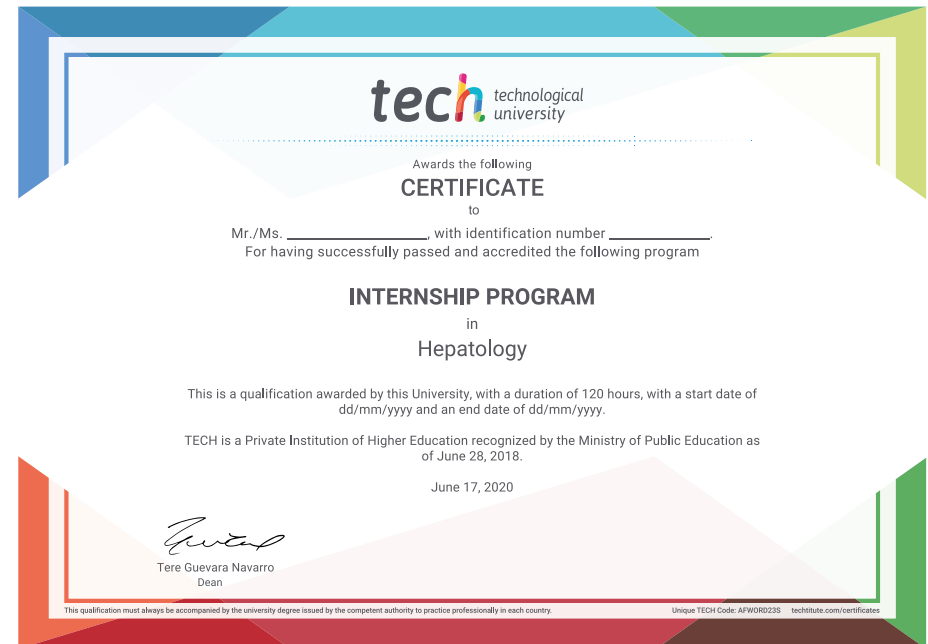 tech technological
university
Awards the following
CERTIFICATE
to
Mr./Ms. ____________________, with identification number ______________.
For having successfully passed and accredited the following program
INTERNSHIP PROGRAM
in
Hepatology
This is a qualification awarded by this University, with a duration of 120 hours, with a start date of
dd/mm/yyyy and an end date of dd/mm/yyyy.
TECH is a Private Institution of Higher Education recognized by the Ministry of Public Education as
of June 28, 2018.
June 17, 2020
Tere Guevara Navarro
Dean
This qualification must always be accompanied by the university degree issued by the competent authority to practice professionally in each country. Unique TECH Code: AFWORD23S techtitute.com/certificates